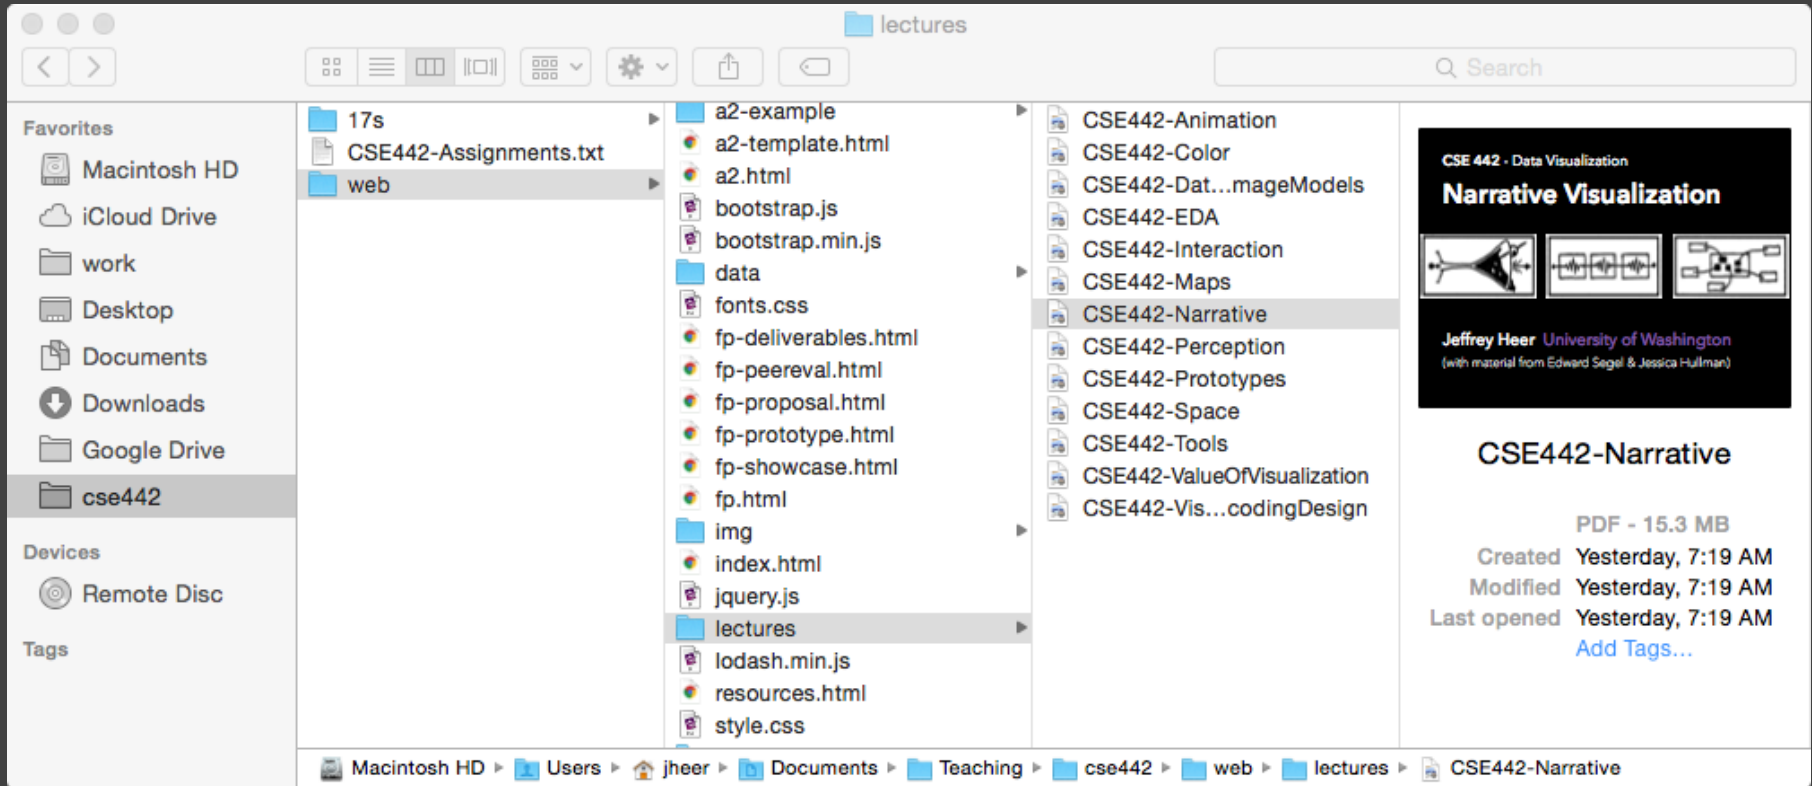 lectures
Search
Favorites
Macintosh HD
iCloud Drive
work
Desktop
Documents
Downloads
Google Drive
cse442
Devices
Remote Disc
Tags
17s
CSE442-Assignments.txt
web
a2-example
a2-template.html
a2.html
bootstrap.js
bootstrap.min.js
data
fonts.css
fp-deliverables.html
fp-peereval.html
fp-proposal.html
fp-prototype.html
fp-showcase.html
fp.html
img
index.html
jquery.js
lectures
lodash.min.js
resources.html
style.css
CSE442-Animation
CSE442-Color
CSE442-Dat...mageModels
CSE442-EDA
CSE442-Interaction
CSE442-Maps
CSE442-Narrative
CSE442-Perception
CSE442-Prototypes
CSE442-Space
CSE442-Tools
CSE442-ValueOfVisualization
CSE442-Vis...codingDesign
CSE 442 - Data Visualization
Narrative Visualization
Jeffrey Heer University of Washington
(with material from Edward Segel & Jessica Hullman)
CSE442-Narrative
PDF - 15.3 MB
Created Yesterday, 7:19 AM
Modified Yesterday, 7:19 AM
Last opened Yesterday, 7:19 AM
Add Tags...
Macintosh HD Users jheer Documents Teaching cse442 web lectures CSE442-Narrative